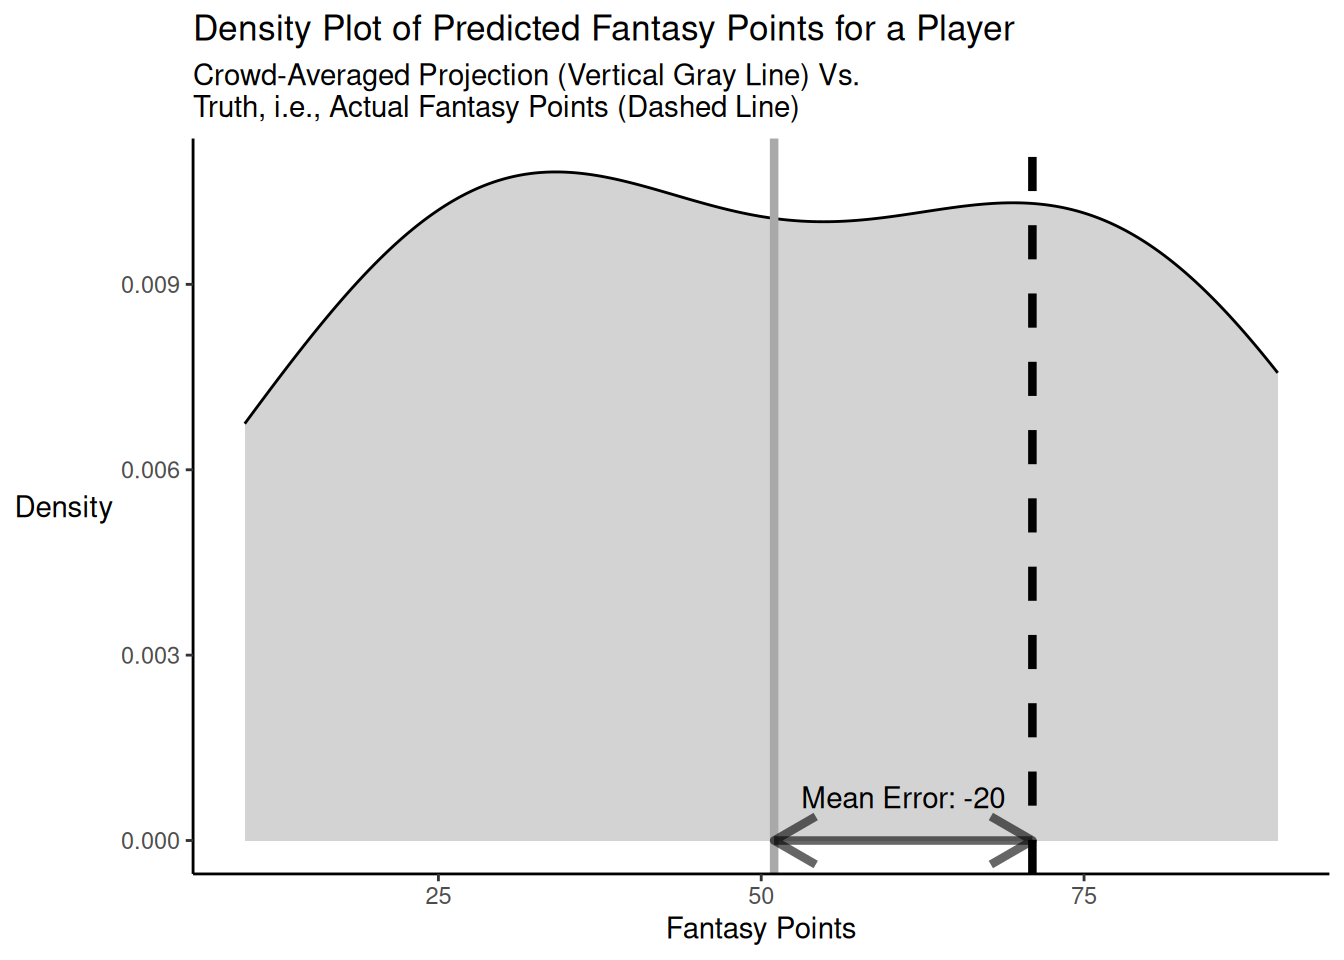 Density Plot of Predicted Fantasy Points for a Player
Crowd-Averaged Projection (Vertical Gray Line) Vs.
Truth, i.e., Actual Fantasy Points (Dashed Line)
0.009
0.006
Density
0.003
Mean Error: -20
0.000
25
50
75
Fantasy Points